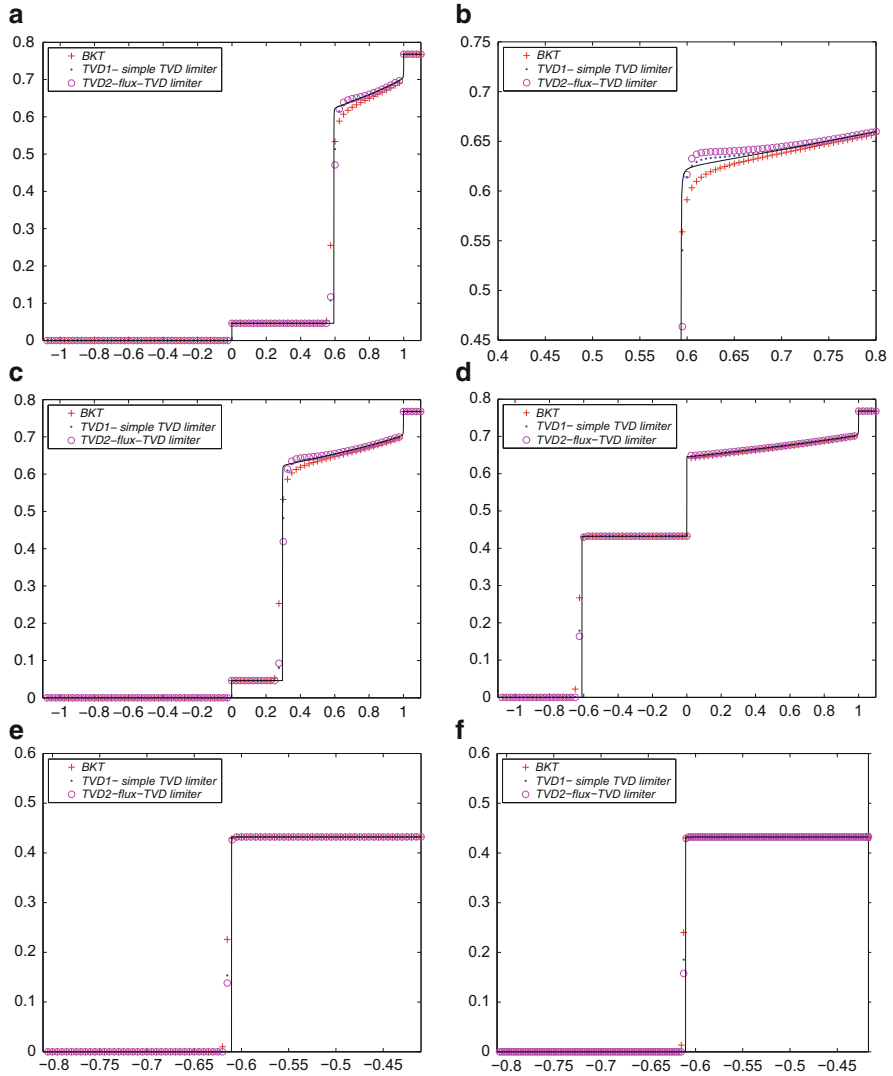 a
0.8
0.7
0.6
0.5
0.4
0.3
0.2
0.1
0
−1 −0.8 −0.6 −0.4 −0.2 0 0.2 0.4 0.6 0.8 1
BKT
TVD1− simple TVD limiter
TVD2−flux−TVD limiter
b
0.75
0.7
0.65
0.6
0.55
0.5
0.45
0.4 0.45 0.5 0.55 0.6 0.65 0.7 0.75 0.8
BKT
TVD1− simple TVD limiter
TVD2−flux−TVD limiter
c
0.8
0.7
0.6
0.5
0.4
0.3
0.2
0.1
0
−1 −0.8 −0.6 −0.4 −0.2 0 0.2 0.4 0.6 0.8 1
BKT
TVD1− simple TVD limiter
TVD2−flux−TVD limiter
d
0.8
0.7
0.6
0.5
0.4
0.3
0.2
0.1
0
−1 −0.8 −0.6 −0.4 −0.2 0 0.2 0.4 0.6 0.8 1
BKT
TVD1− simple TVD limiter
TVD2−flux−TVD limiter
e
0.6
0.5
0.4
0.3
0.2
0.1
0
−0.8 −0.75 −0.7 −0.65 −0.6 −0.55 −0.5 −0.45
BKT
TVD1− simple TVD limiter
TVD2−flux−TVD limiter
f
0.6
0.5
0.4
0.3
0.2
0.1
0
−0.8 −0.75 −0.7 −0.65 −0.6 −0.55 −0.5 −0.45
BKT
TVD1− simple TVD limiter
TVD2−flux−TVD limiter